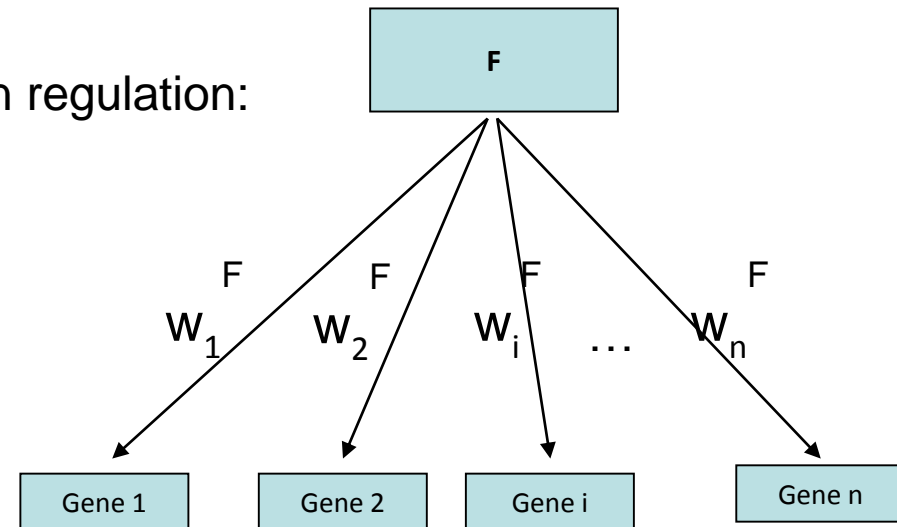 F
n regulation:
F F F F
W1 W2 Wi ... Wn
Gene 1 Gene 2 Gene i Gene n